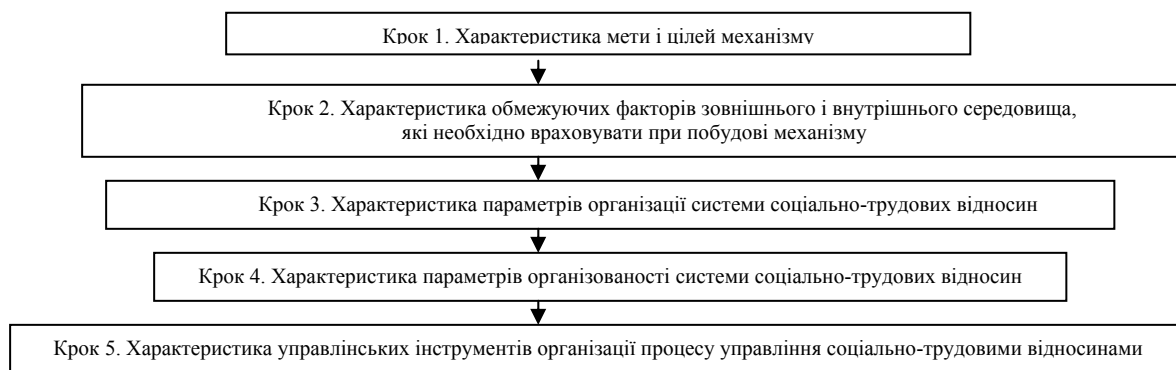 Крок 1. Характеристика мети і цілей механізму
Крок 2. Характеристика обмежуючих факторів зовнішнього і внутрішнього середовища,
які необхідно враховувати при побудові механізму
Крок 3. Характеристика параметрів організації системи соціально-трудових відносин
Крок 4. Характеристика параметрів організованості системи соціально-трудових відносин
Крок 5. Характеристика управлінських інструментів організації процесу управління соціально-трудовими відносинами